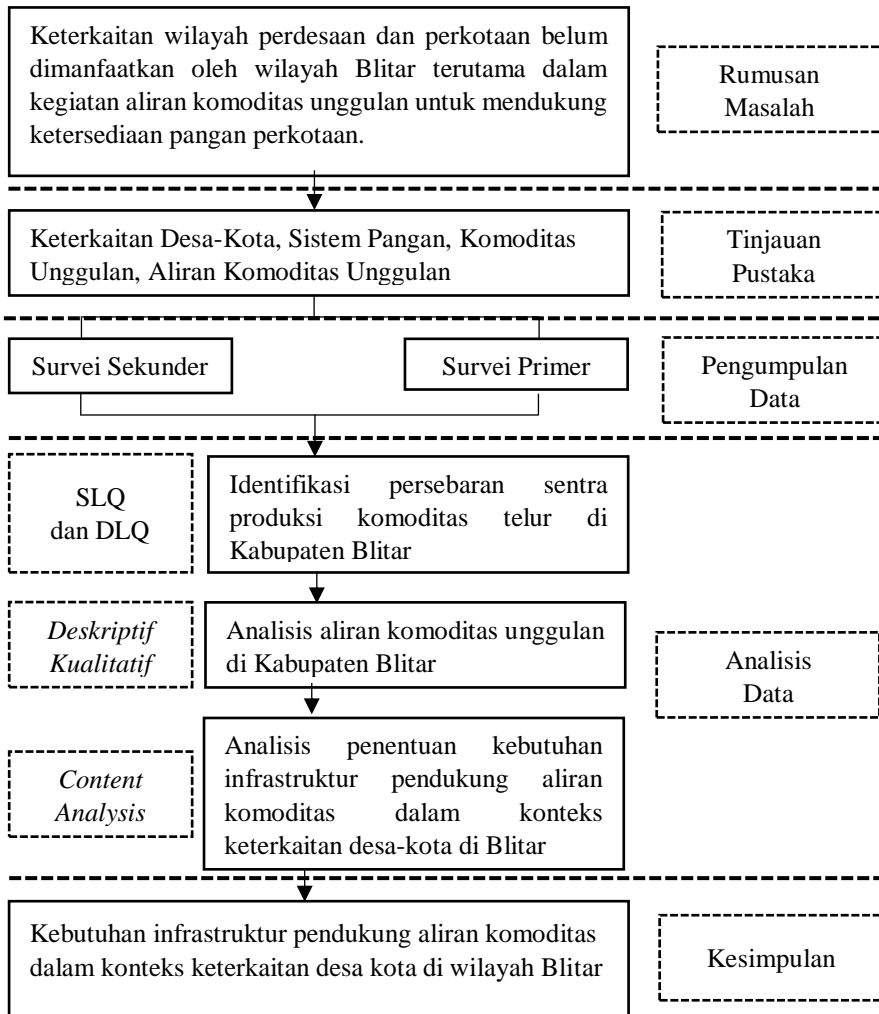 Keterkaitan wilayah perdesaan dan perkotaan belum
dimanfaatkan oleh wilayah Blitar terutama dalam
kegiatan aliran komoditas unggulan untuk mendukung
ketersediaan pangan perkotaan.
Rumusan
Masalah
Keterkaitan Desa-Kota, Sistem Pangan, Komoditas
Unggulan, Aliran Komoditas Unggulan
Tinjauan
Pustaka
Survei Sekunder
Survei Primer
Pengumpulan
Data
SLQ
dan DLQ
Identifikasi persebaran sentra
produksi komoditas telur di
Kabupaten Blitar
Deskriptif
Kualitatif
Analisis aliran komoditas unggulan
di Kabupaten Blitar
Analisis
Data
Content
Analysis
Analisis penentuan kebutuhan
infrastruktur pendukung aliran
komoditas dalam konteks
keterkaitan desa-kota di Blitar
Kebutuhan infrastruktur pendukung aliran komoditas
dalam konteks keterkaitan desa kota di wilayah Blitar
Kesimpulan